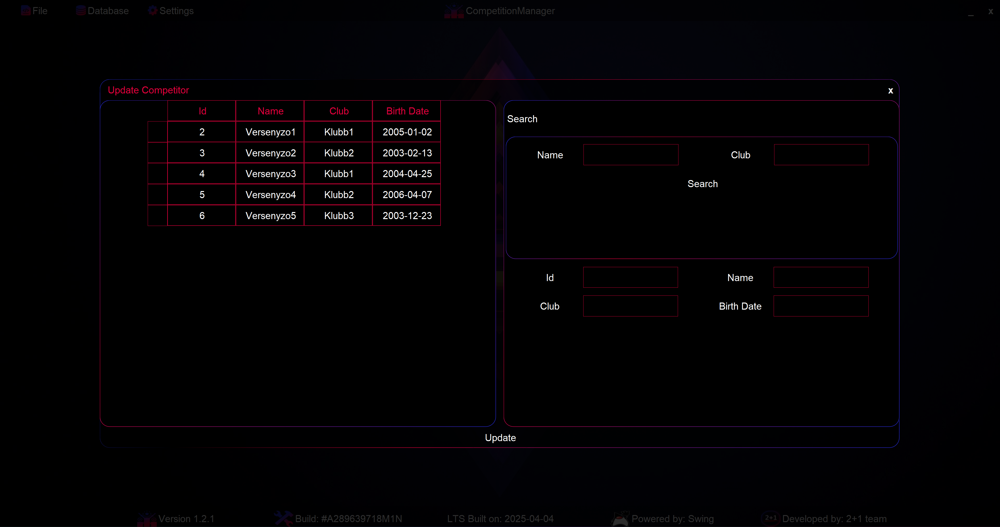 File Database Settings CompetitionManager _ x
Update Competitor x
Id Name Club Birth Date
2 Versenyzo1 Klubb1 2005-01-02
3 Versenyzo2 Klubb2 2003-02-13
4 Versenyzo3 Klubb1 2004-04-25
5 Versenyzo4 Klubb2 2006-04-07
6 Versenyzo5 Klubb3 2003-12-23
Search
Name Club
Search
Id Name
Club Birth Date
Update
Version 1.2.1 Build: #A289639718M1N LTS Built on: 2025-04-04 Powered by: Swing 2+1 Developed by: 2+1 team